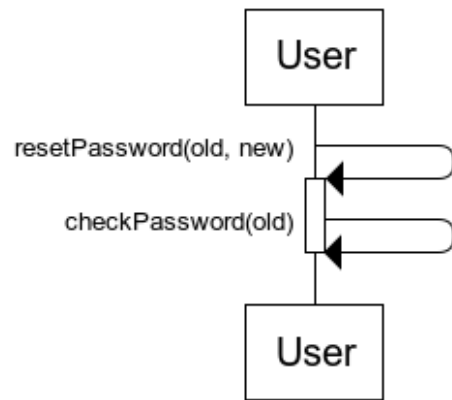 User
resetPassword(old, new)
checkPassword(old)
User